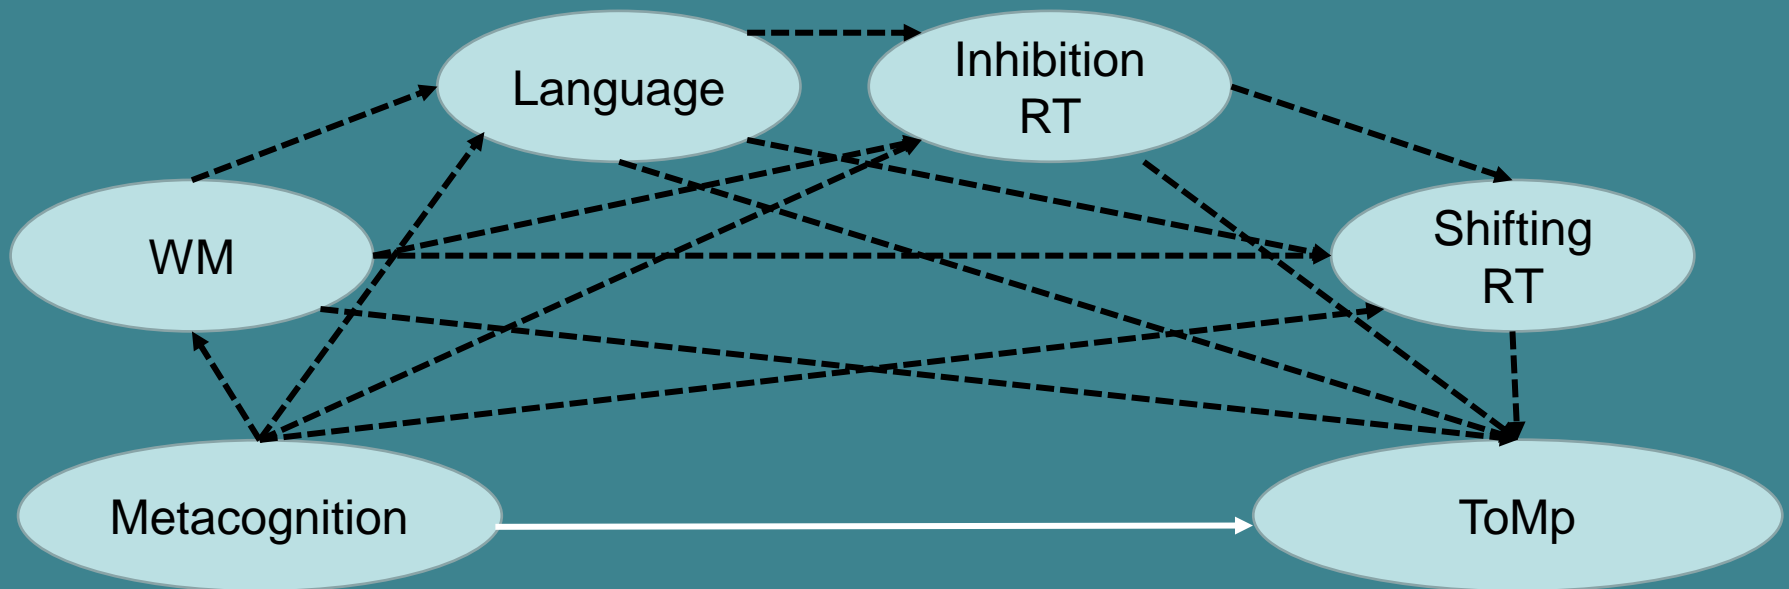 Language
Inhibition
RT
WM
Shifting
RT
Metacognition
ToMp